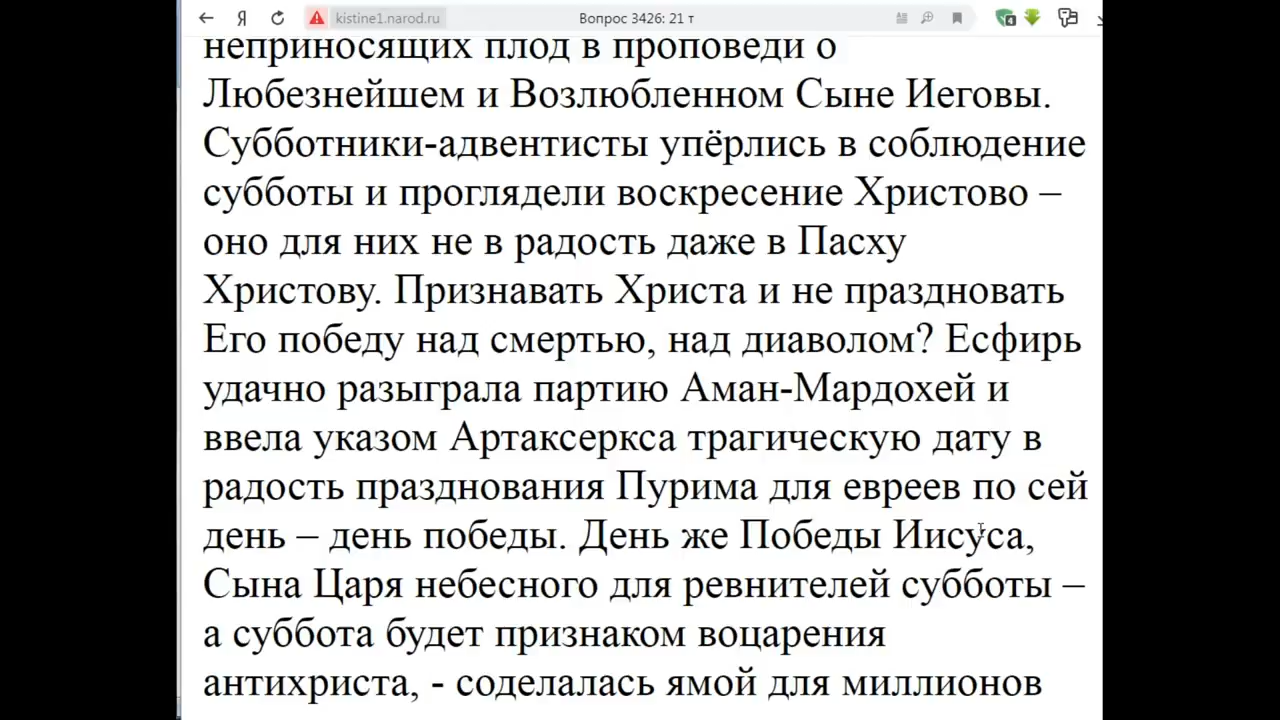 Я kistine1.narod.ru Вопрос 3426: 21 т 4
неприносящих плод в проповеди о
Любезнейшем и Возлюбленном Сыне Иеговы.
Субботники-адвентисты упёрлись в соблюдение
субботы и проглядели воскресение Христово –
оно для них не в радость даже в Пасху
Христову. Признавать Христа и не праздновать
Его победу над смертью, над диаволом? Есфирь
удачно разыграла партию Аман-Мардохей и
ввела указом Артаксеркса трагическую дату в
радость празднования Пурима для евреев по сей
день – день победы. День же Победы Иисуса,
Сына Царя небесного для ревнителей субботы –
а суббота будет признаком воцарения
антихриста, - соделалась ямой для миллионов